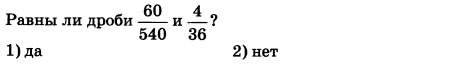 Равны ли дроби 60/540 и 4/36?
1) да 2) нет